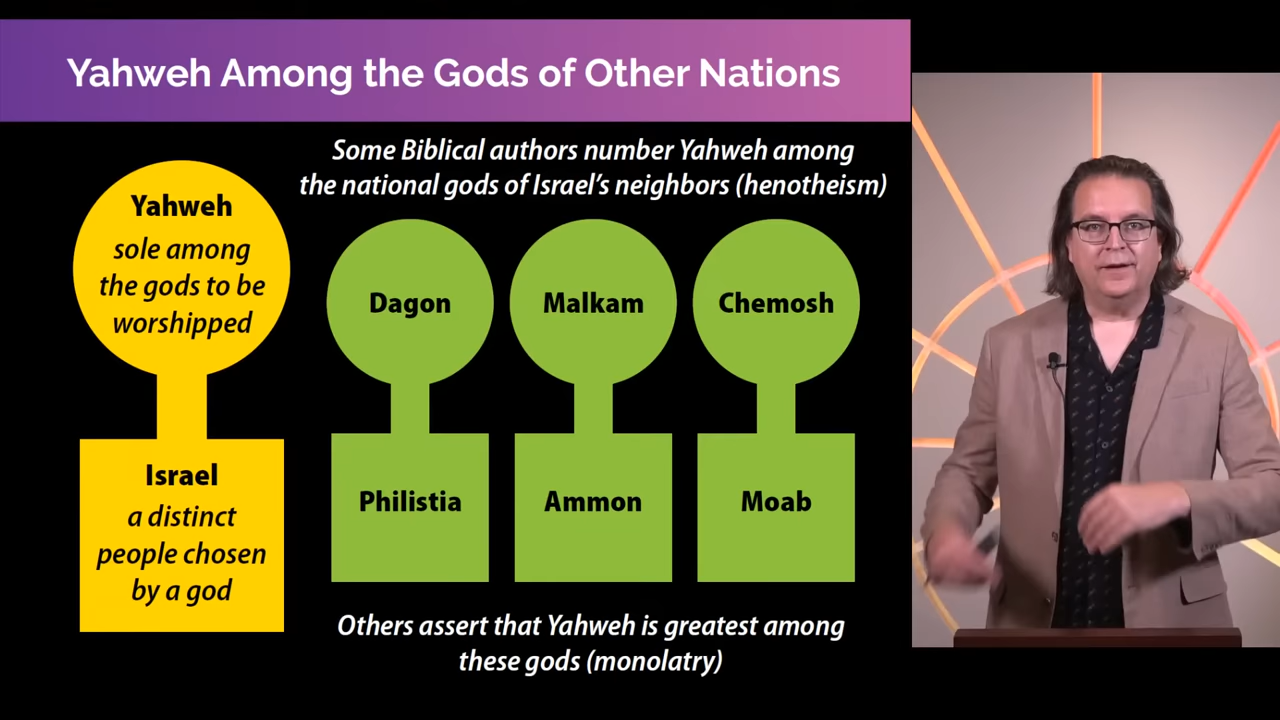 Yahweh Among the Gods of Other Nations
Some Biblical authors number Yahweh among
the national gods of Israel’s neighbors (henotheism)
Yahweh
sole among
the gods to be
worshipped
Dagon
Malkam
Chemosh
Israel
a distinct
people chosen
by a god
Philistia
Ammon
Moab
Others assert that Yahweh is greatest among
these gods (monolatry)